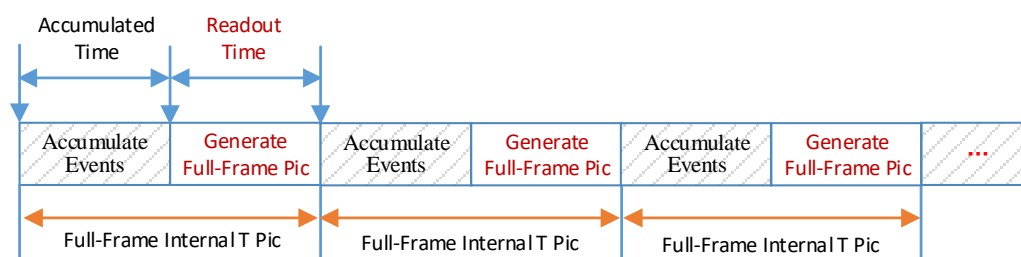 Accumulated
Time
Readout
Time
Accumulate
Events
Generate
Full-Frame Pic
Accumulate
Events
Generate
Full-Frame Pic
Accumulate
Events
Generate
Full-Frame Pic
...
Full-Frame Internal T Pic
Full-Frame Internal T Pic
Full-Frame Internal T Pic